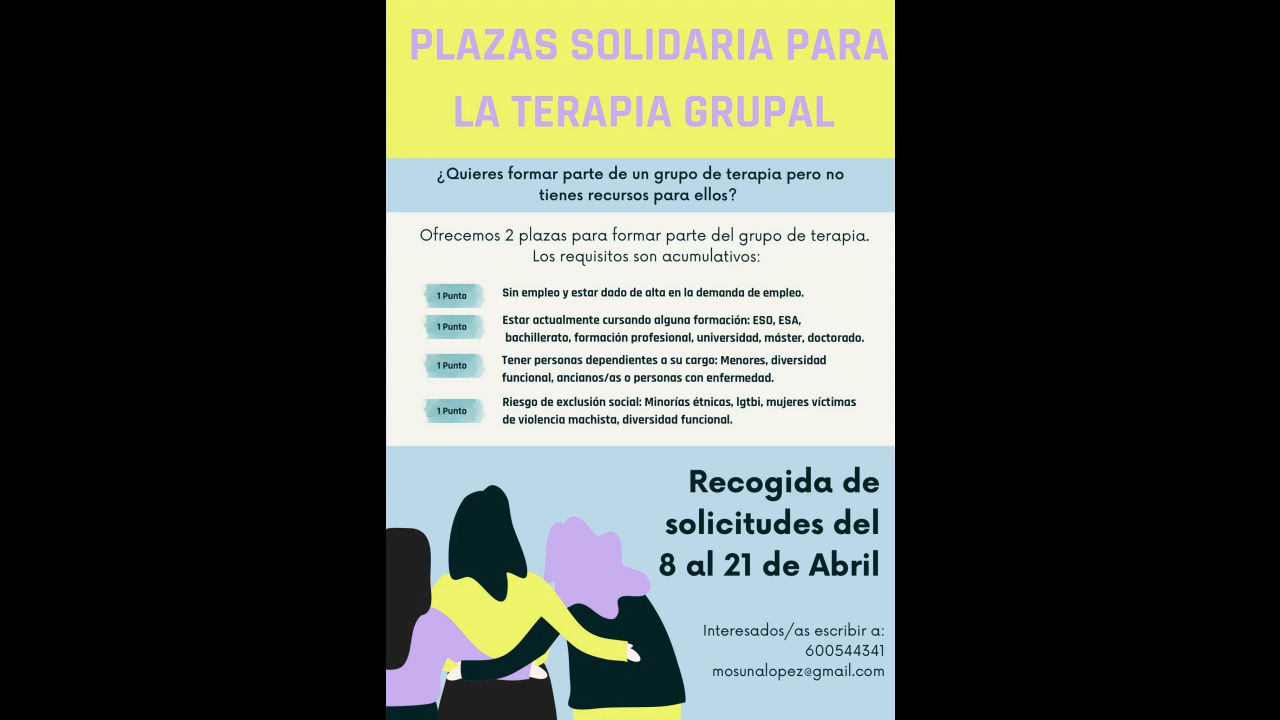 PLAZAS SOLIDARIA PARA
LA TERAPIA GRUPAL
¿Quieres formar parte de un grupo de terapia pero no
tienes recursos para ellos?
Ofrecemos 2 plazas para formar parte del grupo de terapia.
Los requisitos son acumulativos:
1 Punto
Sin empleo y estar dado de alta en la demanda de empleo.
1 Punto
Estar actualmente cursando alguna formación: ESO, ESA,
bachillerato, formación profesional, universidad, máster, doctorado.
1 Punto
Tener personas dependientes a su cargo: Menores, diversidad
funcional, ancianos/as o personas con enfermedad.
1 Punto
Riesgo de exclusión social: Minorías étnicas, lgtbi, mujeres víctimas
de violencia machista, diversidad funcional.
Recogida de
solicitudes del
8 al 21 de Abril
Interesados/as escribir a:
600544341
mosunalopez@gmail.com